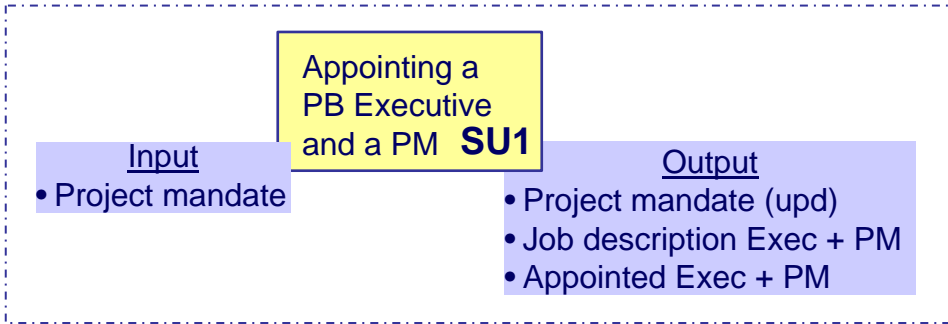 Appointing a
PB Executive
and a PM SU1
Input
• Project mandate
Output
• Project mandate (upd)
• Job description Exec + PM
• Appointed Exec + PM